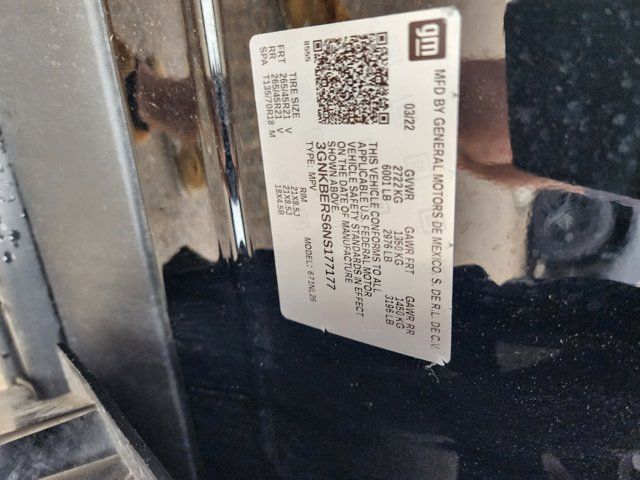 gm
MFD BY GENERAL MOTORS DE MEXICO, S. DE R.L. DE C.V.
03/22 GVWR GAWR FRT GAWR RR
2722 KG 1350 KG 1450 KG
6001 LB 2976 LB 3196 LB
THIS VEHICLE CONFORMS TO ALL
APPLICABLE U.S. FEDERAL MOTOR
VEHICLE SAFETY STANDARDS IN EFFECT
ON THE DATE OF MANUFACTURE
SHOWN ABOVE.
3GNKBERS6NS177177
TYPE: MPV MODEL: 671NL26
0555
TIRE SIZE RIM
FRT 265/45R21 V 21X8.5J
RR 265/45R21 V 21X8.5J
SPA T135/70R18 M 18X4.5B